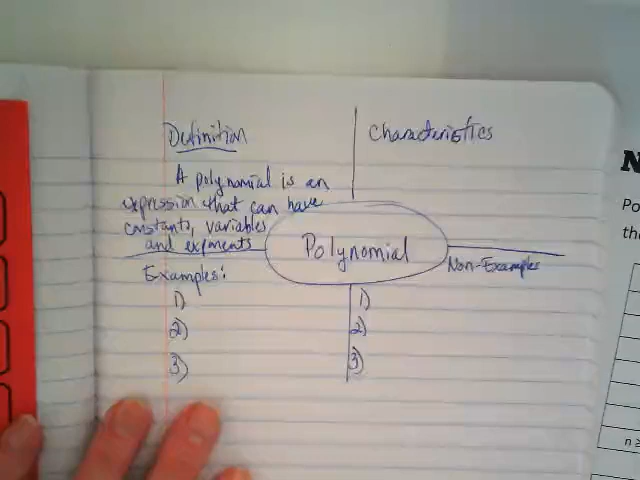 Definition
Characteristics
A polynomial is an
expression that can have
constants, variables
and exponents
Polynomial
Examples:
1)
2)
3)
Non-Examples
1)
2)
3)
N
Po
the
n ≥